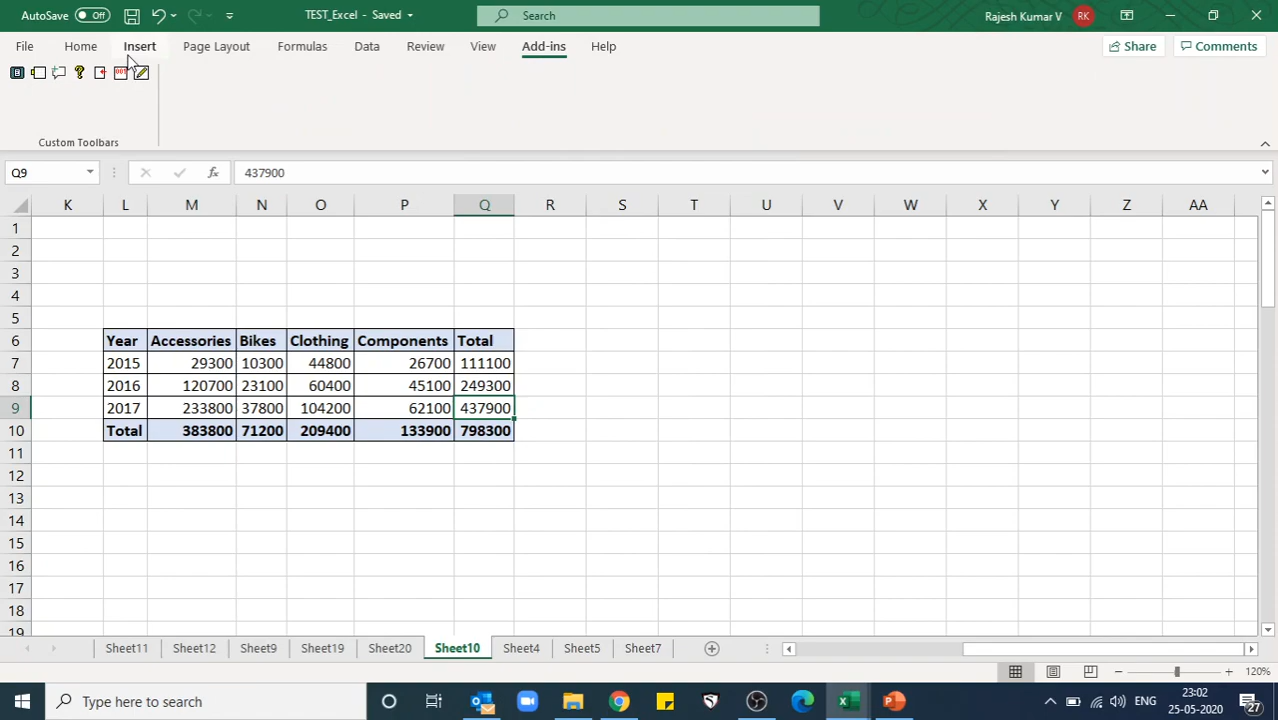 AutoSave Off TEST_Excel - Saved Search Rajesh Kumar V RK
File Home Insert Page Layout Formulas Data Review View Add-ins Help Share Comments
Custom Toolbars
Q9 fx 437900
K L M N O P Q R S T U V W X Y Z AA
1
2
3
4
5
6 Year Accessories Bikes Clothing Components Total
7 2015 29300 10300 44800 26700 111100
8 2016 120700 23100 60400 45100 249300
9 2017 233800 37800 104200 62100 437900
10 Total 383800 71200 209400 133900 798300
11
12
13
14
15
16
17
18
19
Sheet11 Sheet12 Sheet9 Sheet19 Sheet20 Sheet10 Sheet4 Sheet5 Sheet7
120%
Type here to search ENG 23:02
25-05-2020 27